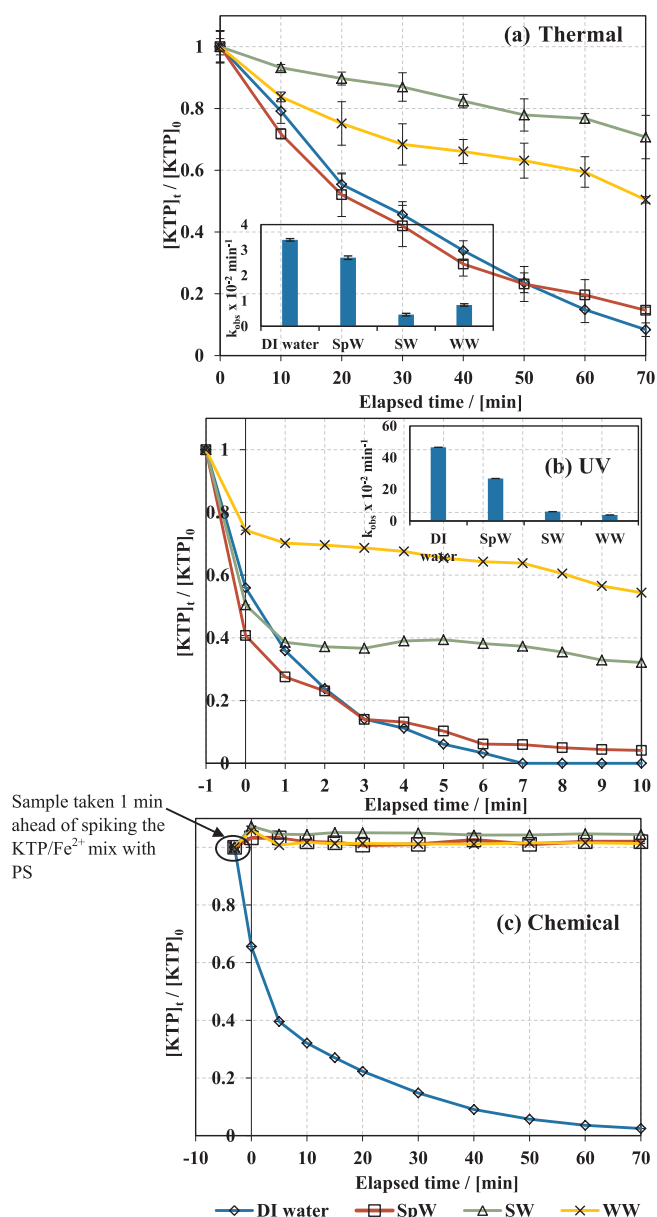 (a) Thermal
1
0.8
0.6
0.4
0.2
0
[KTP]t / [KTP]0
4
3
2
1
0
kobs x 10-2 min-1
DI water SpW SW WW
0 10 20 30 40 50 60 70
Elapsed time / [min]
(b) UV
1
0.8
0.6
0.4
0.2
0
[KTP]t / [KTP]0
60
40
20
0
kobs x 10-2 min-1
DI SpW SW WW
water
-1 0 1 2 3 4 5 6 7 8 9 10
Elapsed time / [min]
Sample taken 1 min
ahead of spiking the
KTP/Fe2+ mix with
PS
(c) Chemical
1
0.8
0.6
0.4
0.2
0
[KTP]t / [KTP]0
-10 0 10 20 30 40 50 60 70
Elapsed time / [min]
DI water SpW SW WW